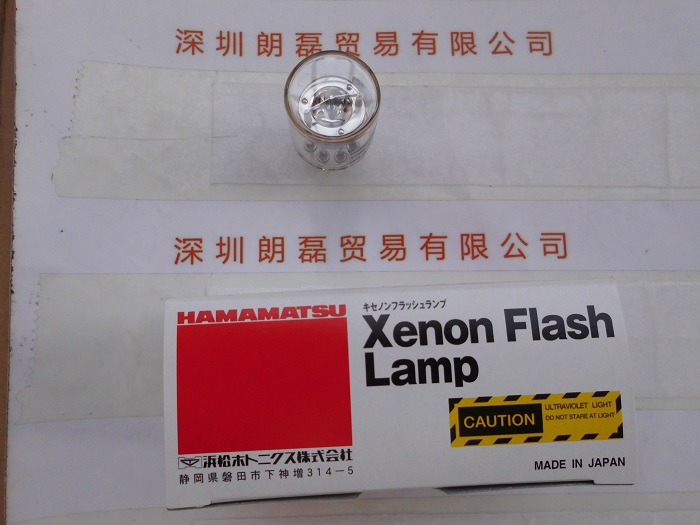 深圳朗磊贸易有限公司
深圳朗磊贸易有限公司
HAMAMATSU
キセノンフラッシュランプ
Xenon Flash
Lamp
CAUTION
ULTRAVIOLET LIGHT
DO NOT STARE AT LIGHT
浜松ホトニクス株式会社
静岡県磐田市下神増314-5
MADE IN JAPAN